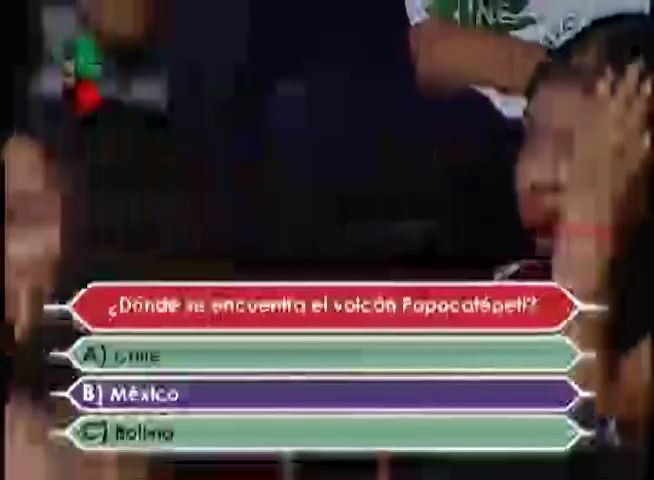 ¿Dónde se encuentra el volcán Popocatépetl?
A) Chile
B) México
C) Bolivia